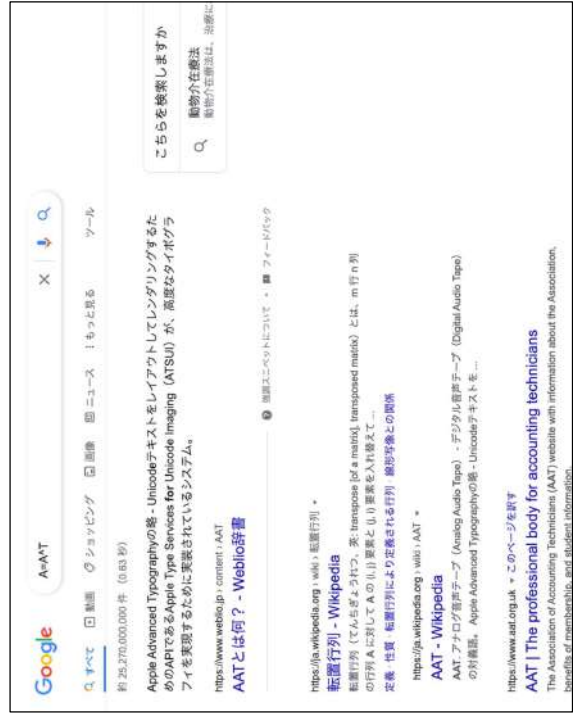 Google
A=A^T
すべて
動画
ショッピング
画像
ニュース
もっと見る
ツール
約 25,270,000,000 件 (0.63 秒)
Apple Advanced Typographyの略 - Unicodeテキストをレイアウトしてレンダリングするた
めのAPIであるApple Type Services for Unicode Imaging（ATSUI）が、高度なタイポグラ
フィを実現するために実装されているシステム。
https://www.weblio.jp › content › AAT
AATとは何？ - Weblio辞書
強調スニペットについて・フィードバック
https://ja.wikipedia.org › wiki › 転置行列
転置行列 - Wikipedia
転置行列（てんちぎょうれつ、英: transpose [of a matrix], transposed matrix）とは、m 行 n 列
の行列 A に対して A の (i, j) 要素と (j, i) 要素を入れ替えて ...
定義・性質・転置行列により定義される行列・線形写像との関係
https://ja.wikipedia.org › wiki › AAT
AAT - Wikipedia
AAT. アナログ音声テープ（Analog Audio Tape） - デジタル音声テープ（Digital Audio Tape）
の対義語。 Apple Advanced Typographyの略 - Unicodeテキストを ...
https://www.aat.org.uk ▾ このページを訳す
AAT | The professional body for accounting technicians
The Association of Accounting Technicians (AAT) website with information about the Association,
benefits of membership, and student information.
こちらを検索しますか
動物介在療法
動物介在療法は、治療に